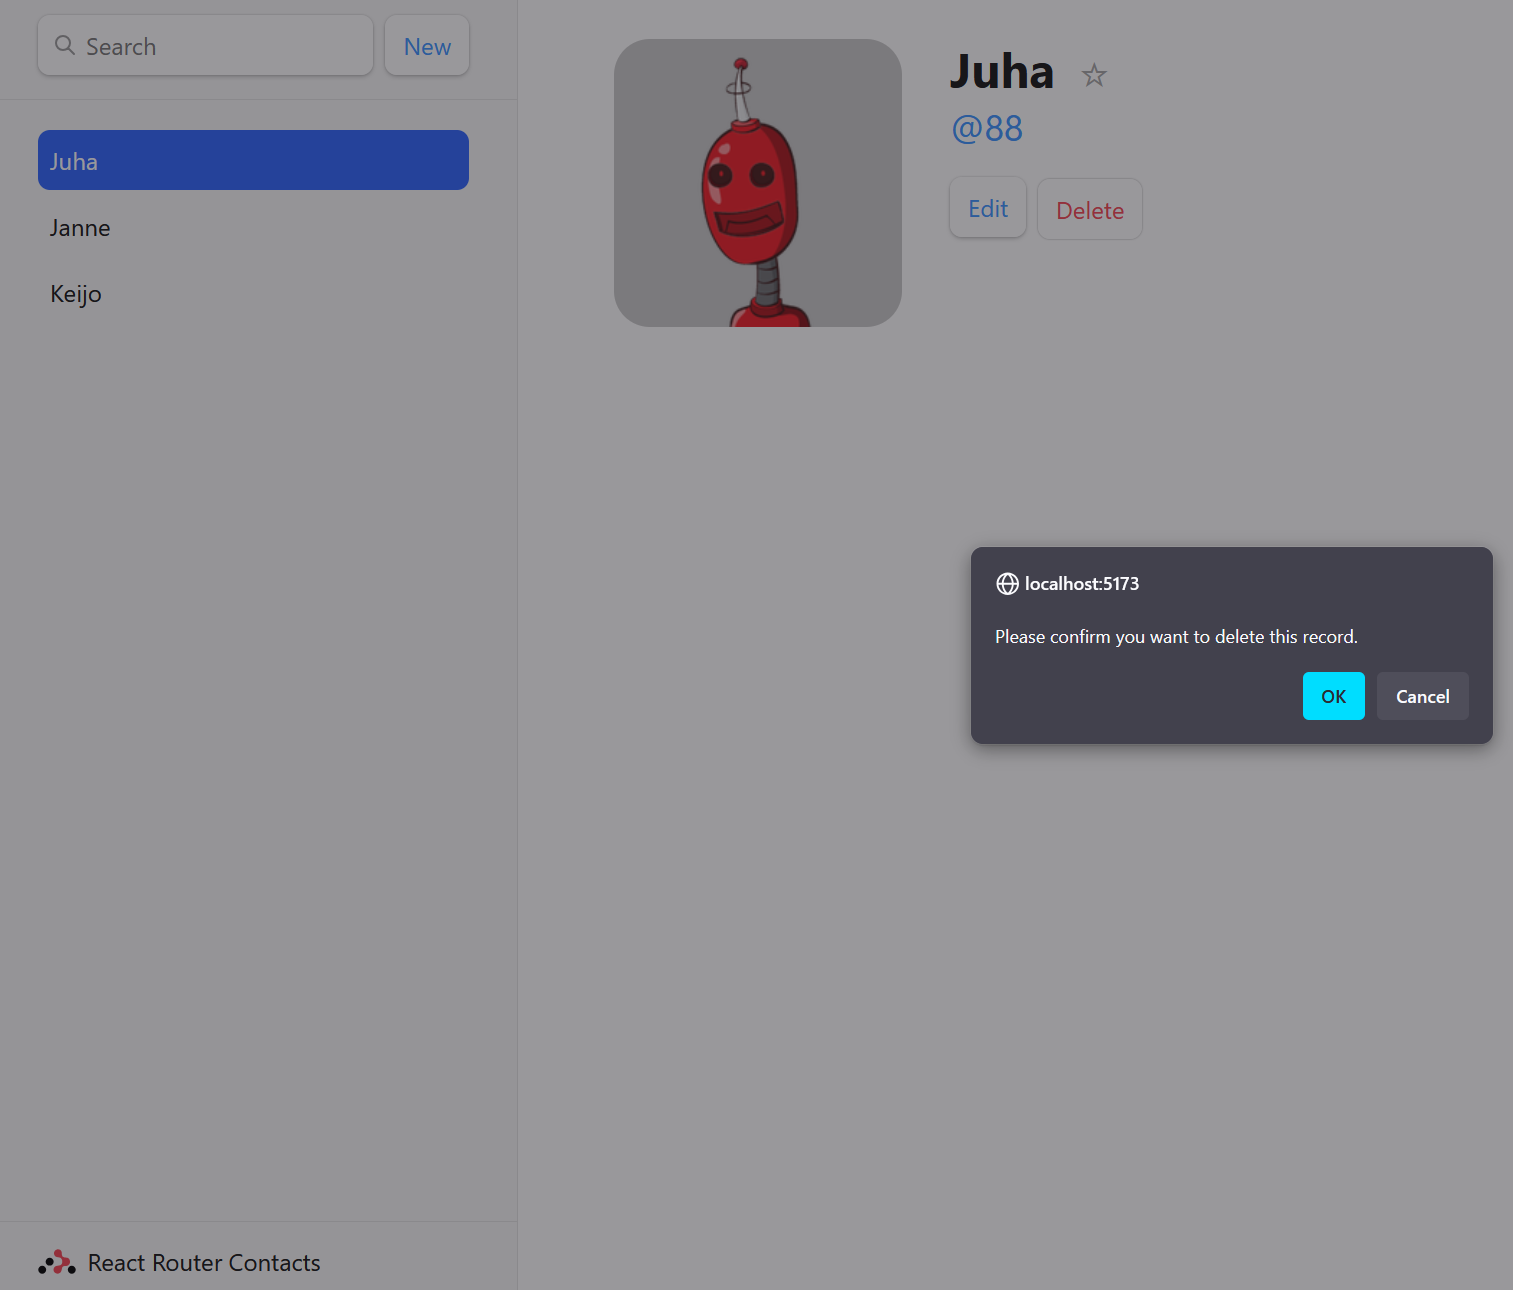 Search
New
Juha
Janne
Keijo
Juha
@88
Edit
Delete
localhost:5173
Please confirm you want to delete this record.
OK
Cancel
React Router Contacts